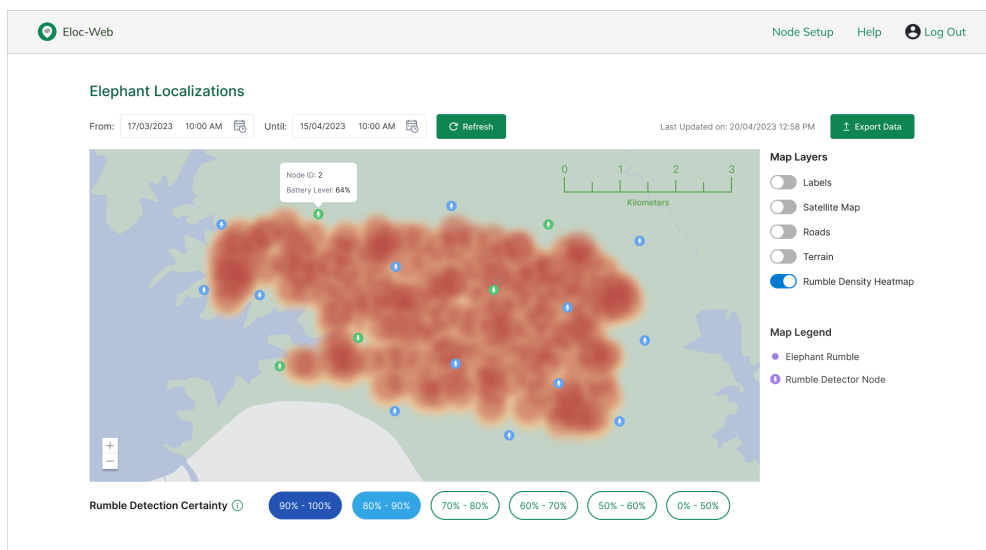 Eloc-Web
Node Setup Help Log Out
Elephant Localizations
From: 17/03/2023 10:00 AM Until: 15/04/2023 10:00 AM Refresh Last Updated on: 20/04/2023 12:58 PM Export Data
Node ID: 2
Battery Level: 64%
0 1 2 3
Kilometers
Map Layers
Labels
Satellite Map
Roads
Terrain
Rumble Density Heatmap
Map Legend
Elephant Rumble
Rumble Detector Node
+
−
Rumble Detection Certainty 90% - 100% 80% - 90% 70% - 80% 60% - 70% 50% - 60% 0% - 50%